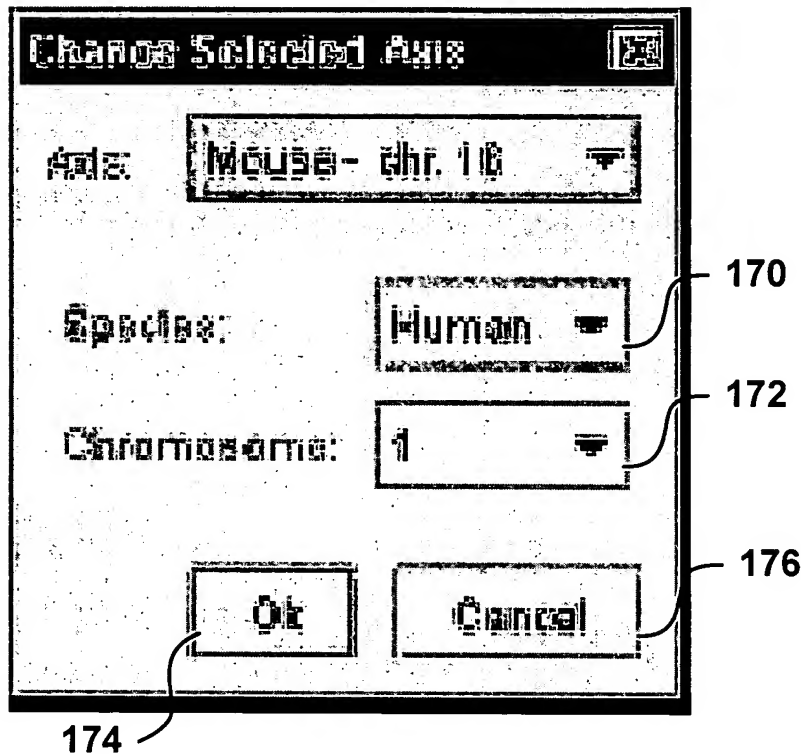 Change Selected Axis
Axis: Mouse- chr. 10
Species: Human
170
Chromosome: 1
172
Ok Cancel
176
174